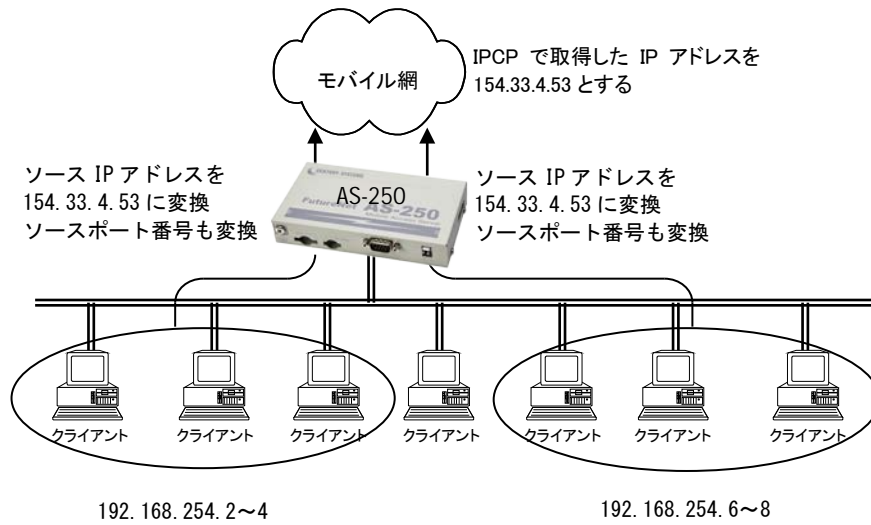 モバイル網
IPCP で取得した IP アドレスを
154.33.4.53 とする
ソース IP アドレスを
154.33.4.53 に変換
ソースポート番号も変換
AS-250
FutureNet AS-250
ソース IP アドレスを
154.33.4.53 に変換
ソースポート番号も変換
クライアント
クライアント
クライアント
クライアント
クライアント
クライアント
クライアント
192.168.254.2～4
192.168.254.6～8